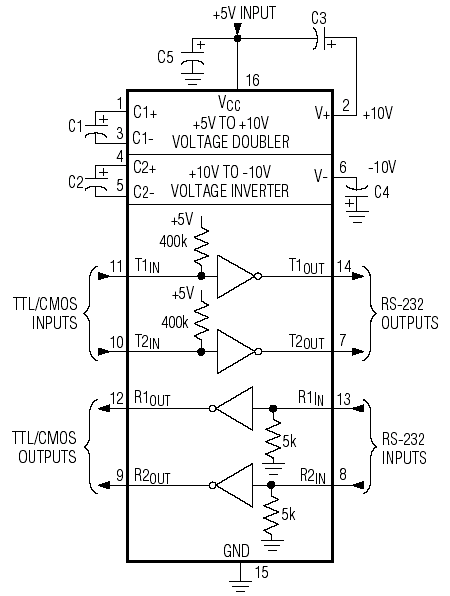 +5V INPUT
C3
+
C5
+
16
VCC
1
C1+
+5V TO +10V
VOLTAGE DOUBLER
V+
2
+10V
C1
+
3
C1-
4
C2+
+10V TO -10V
VOLTAGE INVERTER
V-
6
-10V
C2
+
5
C2-
+
C4
+5V
400k
11
T1IN
T1OUT
14
TTL/CMOS
INPUTS
+5V
400k
RS-232
OUTPUTS
10
T2IN
T2OUT
7
12
R1OUT
R1IN
13
5k
TTL/CMOS
OUTPUTS
RS-232
INPUTS
9
R2OUT
R2IN
8
5k
GND
15